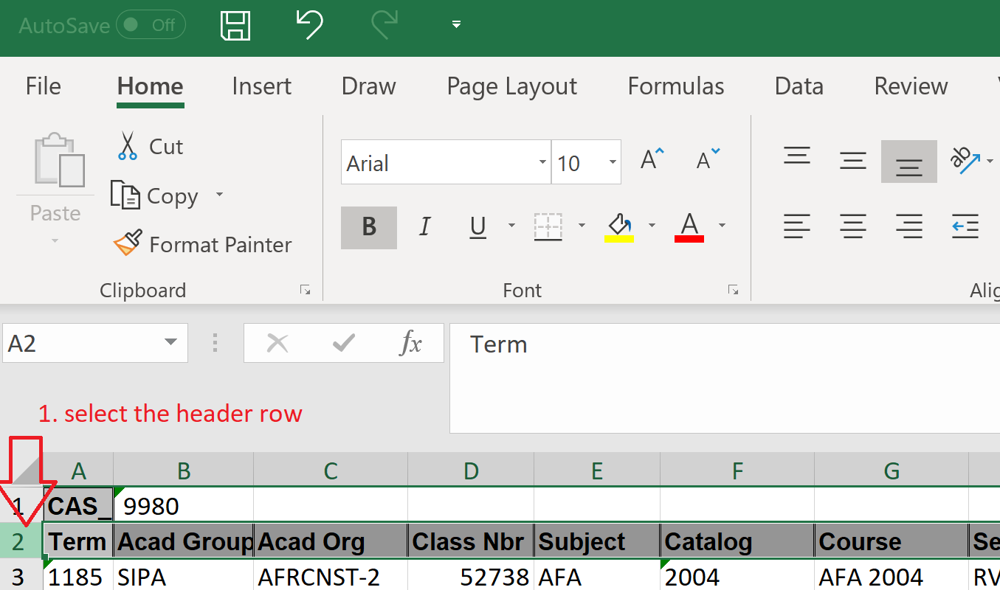 AutoSave Off
File Home Insert Draw Page Layout Formulas Data Review
Cut
Copy
Format Painter
Paste
Clipboard
Arial 10 A A ab
B I U A
Font
A2 fx Term
1. select the header row
A B C D E F G
1 CAS_ 9980
2 Term Acad Group Acad Org Class Nbr Subject Catalog Course Se
3 1185 SIPA AFRCNST-2 52738 AFA 2004 AFA 2004 RV